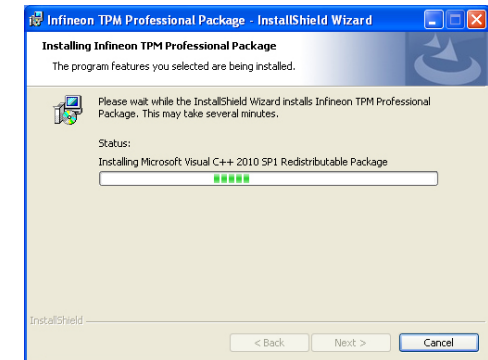 Infineon TPM Professional Package - InstallShield Wizard
Installing Infineon TPM Professional Package
The program features you selected are being installed.
Please wait while the InstallShield Wizard installs Infineon TPM Professional
Package. This may take several minutes.
Status:
Installing Microsoft Visual C++ 2010 SP1 Redistributable Package
InstallShield
< Back
Next >
Cancel